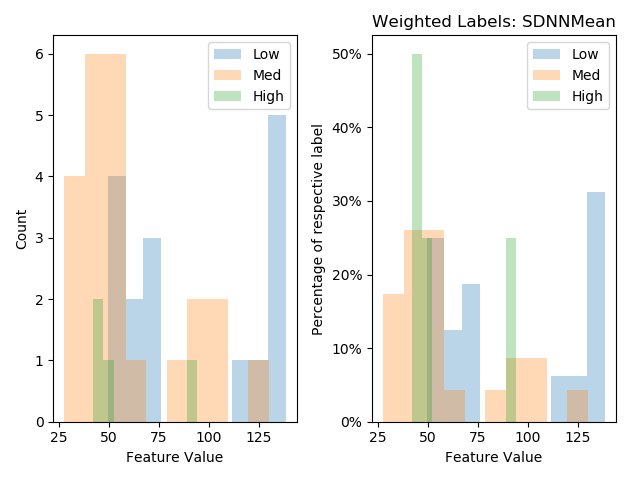 Weighted Labels: SDNNMean
6
5
4
3
2
1
0
Count
25
50
75
100
125
Feature Value
Low
Med
High
50%
40%
30%
20%
10%
0%
Percentage of respective label
25
50
75
100
125
Feature Value
Low
Med
High